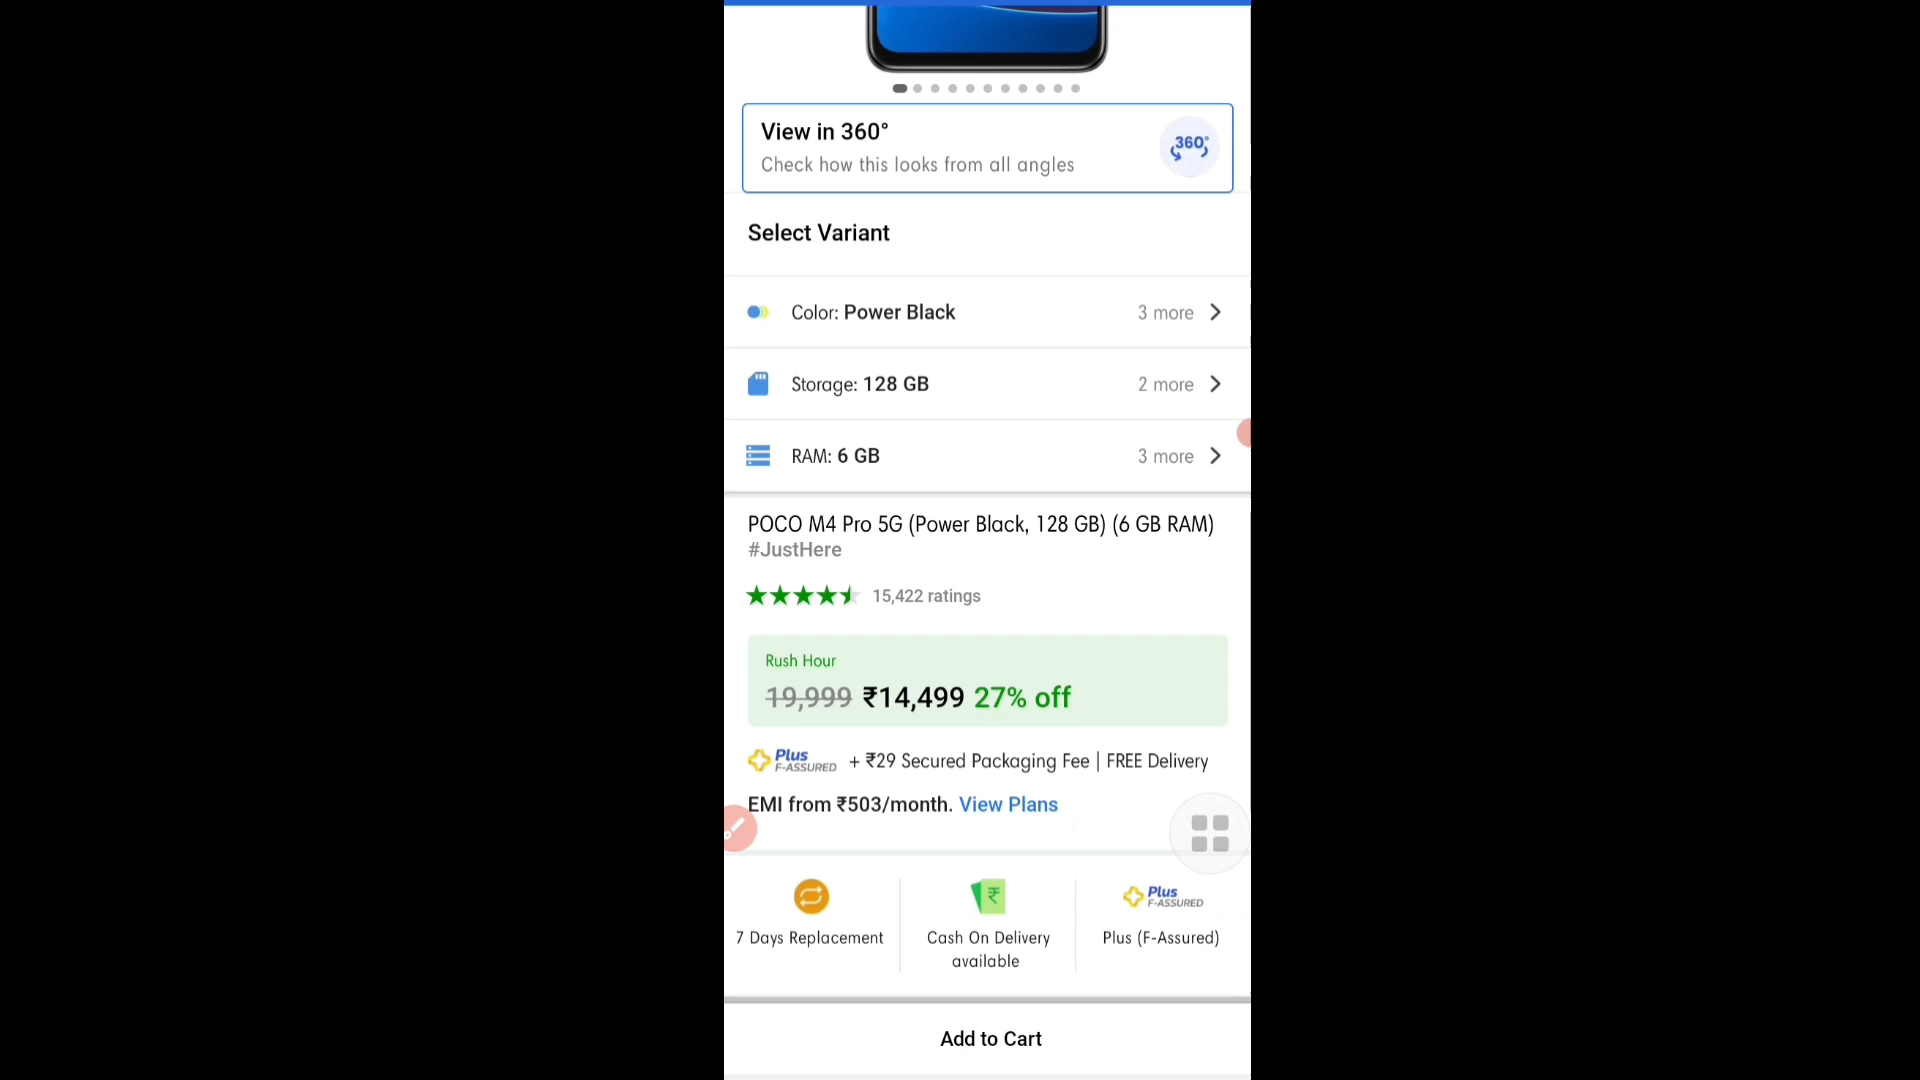 View in 360°
Check how this looks from all angles
360°
Select Variant
Color: Power Black
3 more
Storage: 128 GB
2 more
RAM: 6 GB
3 more
POCO M4 Pro 5G (Power Black, 128 GB) (6 GB RAM)
#JustHere
15,422 ratings
Rush Hour
19,999 ₹14,499 27% off
Plus
F-ASSURED
+ ₹29 Secured Packaging Fee | FREE Delivery
EMI from ₹503/month. View Plans
₹
Plus
F-ASSURED
7 Days Replacement
Cash On Delivery
available
Plus (F-Assured)
Add to Cart